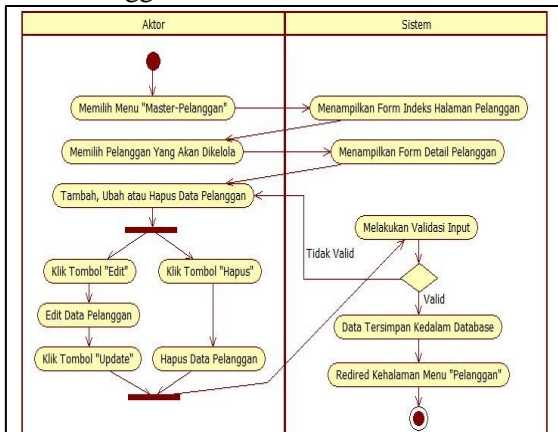 Aktor
Sistem
Memilih Menu "Master-Pelanggan"
Menampilkan Form Indeks Halaman Pelanggan
Memilih Pelanggan Yang Akan Dikelola
Menampilkan Form Detail Pelanggan
Tambah, Ubah atau Hapus Data Pelanggan
Melakukan Validasi Input
Tidak Valid
Klik Tombol "Edit"
Klik Tombol "Hapus"
Valid
Edit Data Pelanggan
Data Tersimpan Kedalam Database
Klik Tombol "Update"
Hapus Data Pelanggan
Redired Kehalaman Menu "Pelanggan"